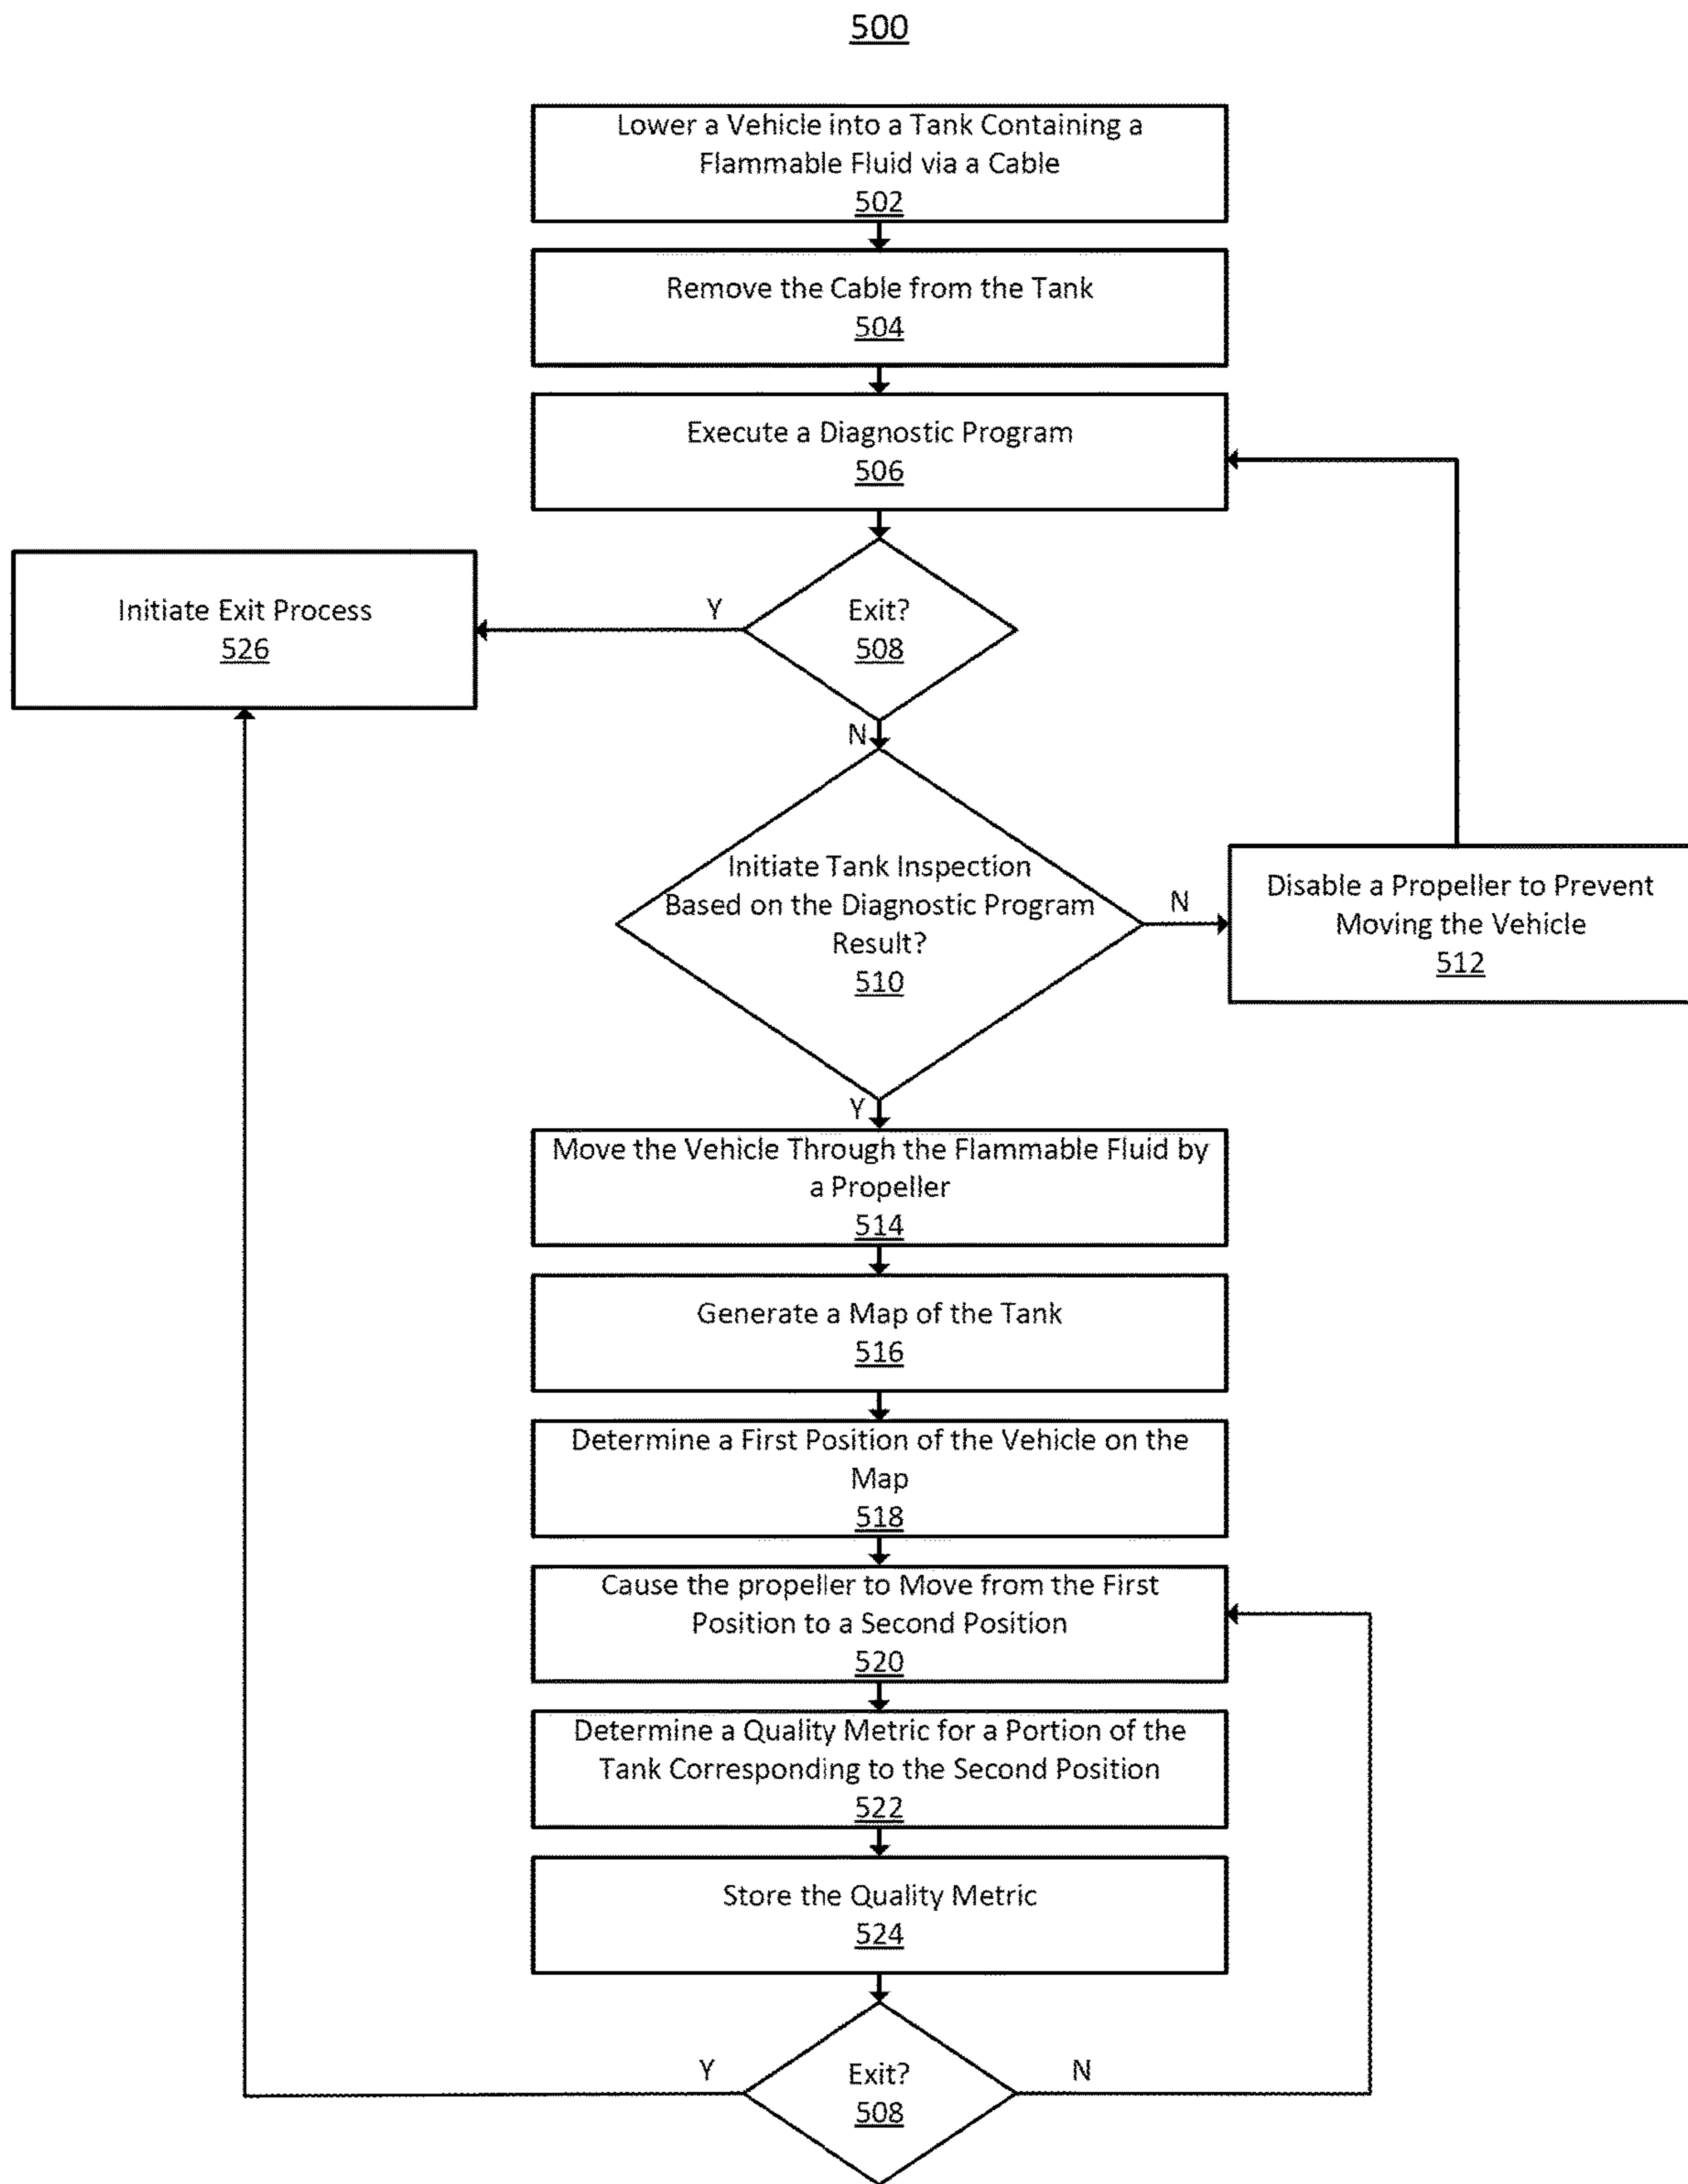 500
Lower a Vehicle into a Tank Containing a
Flammable Fluid via a Cable
502
Remove the Cable from the Tank
504
Execute a Diagnostic Program
506
Initiate Exit Process
526
Y
Exit?
508
N
Initiate Tank Inspection
Based on the Diagnostic Program
Result?
510
N
Disable a Propeller to Prevent
Moving the Vehicle
512
Y
Move the Vehicle Through the Flammable Fluid by
a Propeller
514
Generate a Map of the Tank
516
Determine a First Position of the Vehicle on the
Map
518
Cause the propeller to Move from the First
Position to a Second Position
520
Determine a Quality Metric for a Portion of the
Tank Corresponding to the Second Position
522
Store the Quality Metric
524
Y
Exit?
508
N